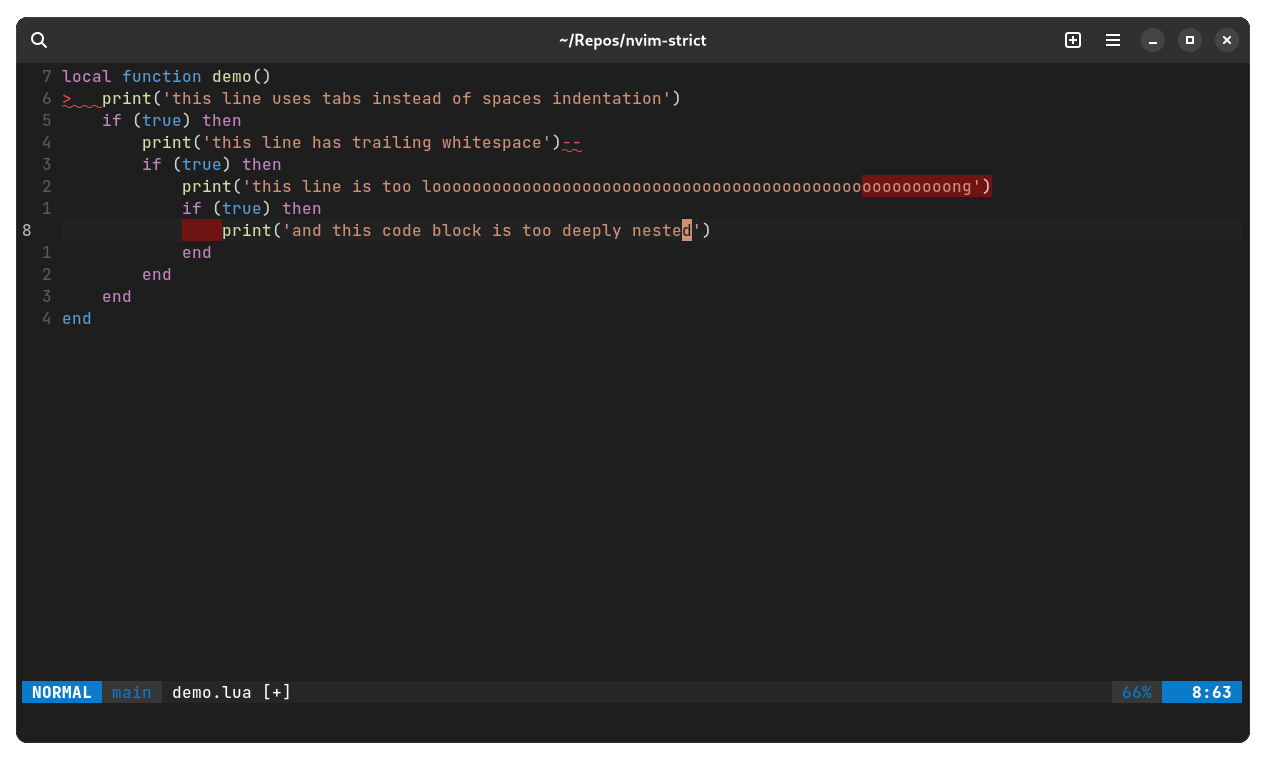 ~/Repos/nvim-strict
7 local function demo()
6 >   print('this line uses tabs instead of spaces indentation')
5     if (true) then
4         print('this line has trailing whitespace')--
3         if (true) then
2             print('this line is too loooooooooooooooooooooooooooooooooooooooooooooooooooong')
1             if (true) then
8                 print('and this code block is too deeply nested')
1             end
2         end
3     end
4 end
NORMAL main demo.lua [+] 66% 8:63